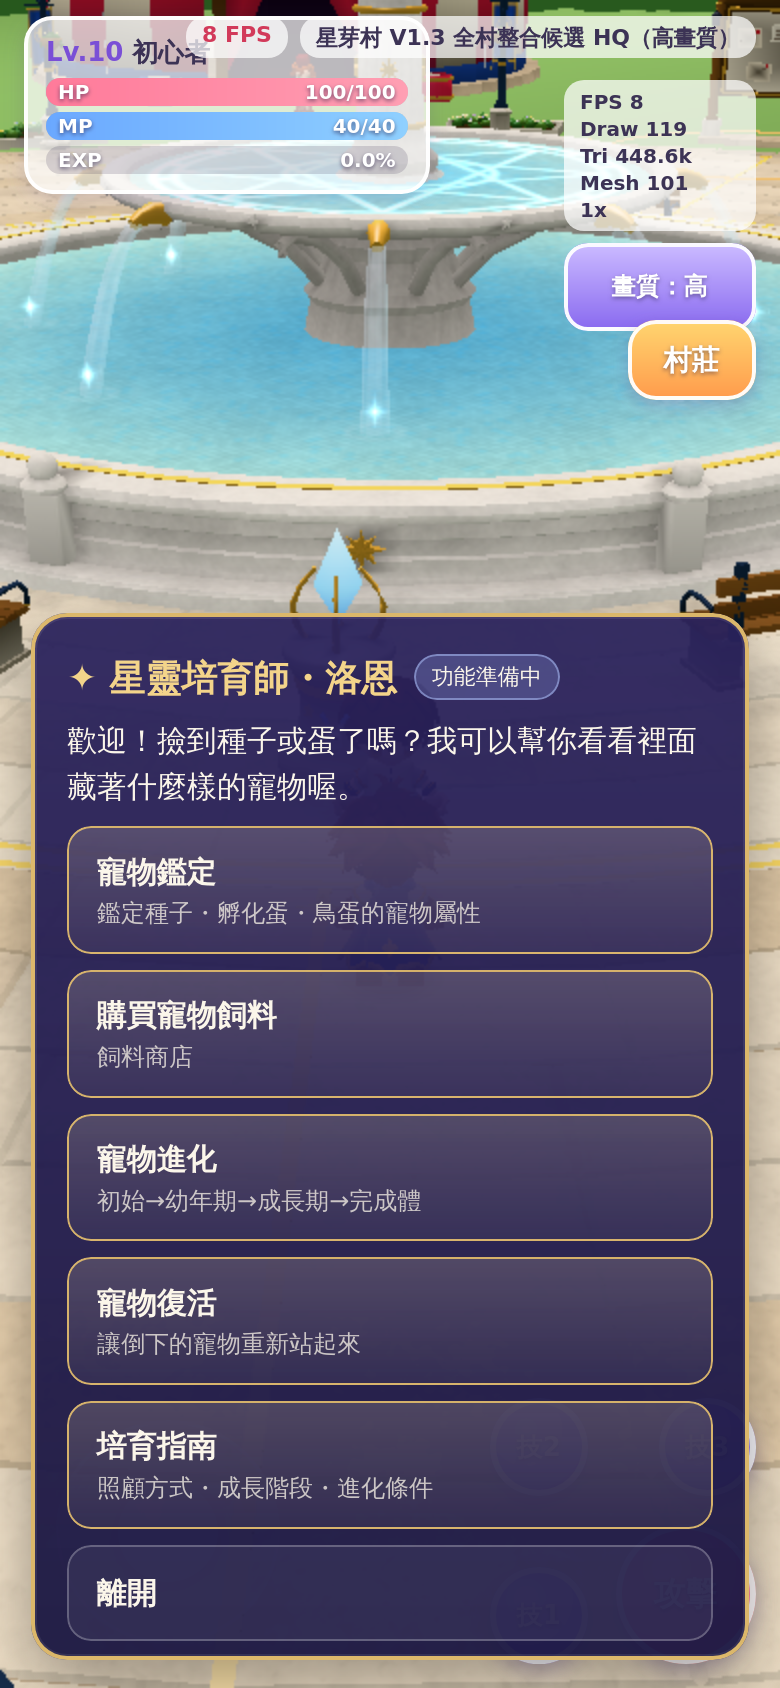 Lv.10 初心者
8 FPS
星芽村 V1.3 全村整合候選 HQ（高畫質）
HP 100/100
MP 40/40
EXP 0.0%
FPS 8
Draw 119
Tri 448.6k
Mesh 101
1x
畫質：高
村莊
✦ 星靈培育師・洛恩 功能準備中
歡迎！撿到種子或蛋了嗎？我可以幫你看看裡面
藏著什麼樣的寵物喔。
寵物鑑定
鑑定種子・孵化蛋・鳥蛋的寵物屬性
購買寵物飼料
飼料商店
寵物進化
初始→幼年期→成長期→完成體
寵物復活
讓倒下的寵物重新站起來
培育指南
照顧方式・成長階段・進化條件
技2
技3
離開
技1
攻擊